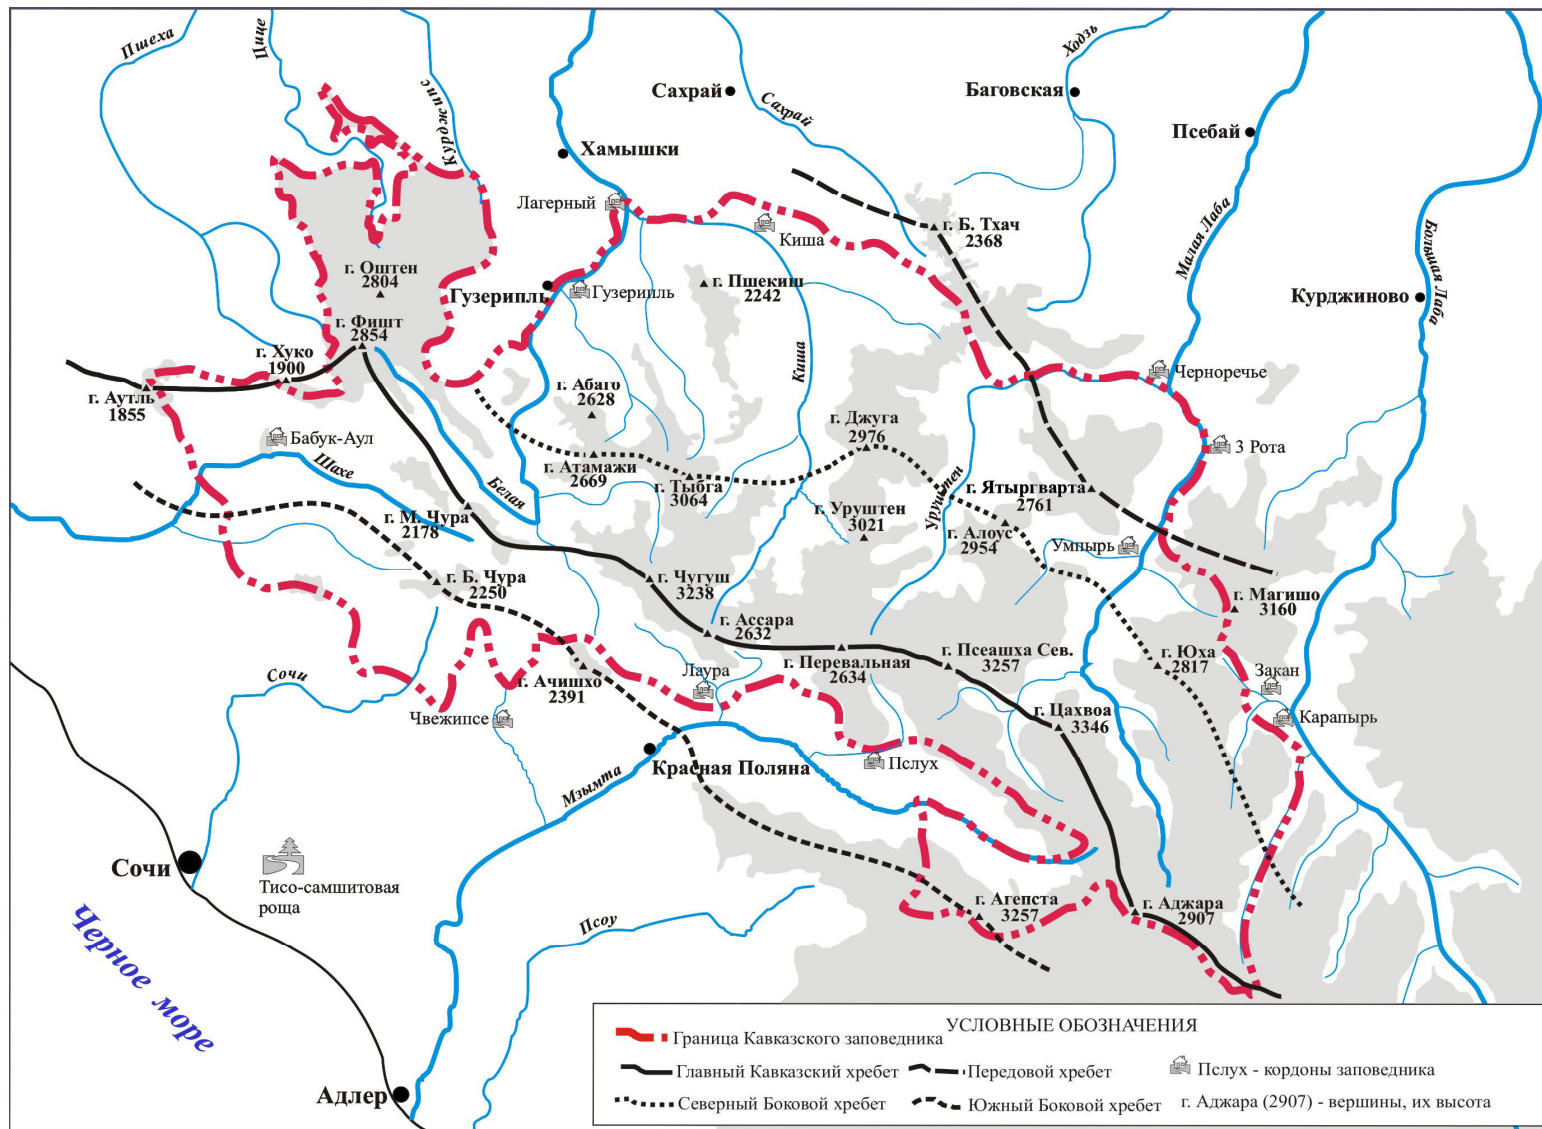 Пшеха
Цице
Курджипс
Сахрай
Сахрай
Ходзь
Баговская
Псебай
Хамышки
Лагерный
Киша
г. Б. Тхач
2368
Малая Лаба
Большая Лаба
г. Оштен
2804
г. Пшекиш
2242
Гузерипль
Гузерипль
Курджиново
г. Фишт
2854
г. Хуко
1900
г. Аутль
1855
Киша
Черноречье
г. Абаго
2628
г. Джуга
2976
Бабук-Аул
Шахе
Белая
3 Рота
г. Атамажи
2669
г. Тыбга
3064
Уруштен
г. Ятыргварта
2761
г. М. Чура
2178
г. Уруштен
3021
г. Алоус
2954
Умпырь
г. Б. Чура
2250
г. Чугуш
3238
г. Магишо
3160
г. Ассара
2632
г. Перевальная
2634
г. Псеашха Сев.
3257
г. Юха
2817
Сочи
г. Ачишхо
2391
Лаура
Закан
Чвежипсе
г. Цахвоа
3346
Карапырь
Красная Поляна
Пслух
Мзымта
Сочи
Тисо-самшитовая
роща
Псоу
г. Агепста
3257
г. Аджара
2907
Черное море
Адлер
УСЛОВНЫЕ ОБОЗНАЧЕНИЯ
Граница Кавказского заповедника
Главный Кавказский хребет
Передовой хребет
Пслух - кордоны заповедника
Северный Боковой хребет
Южный Боковой хребет
г. Аджара (2907) - вершины, их высота